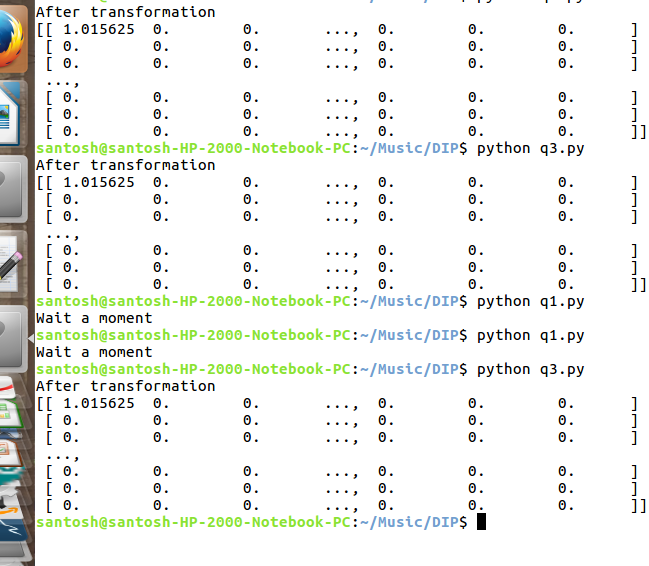 After transformation
[[ 1.015625  0.        0.       ...,  0.        0.        0.      ]
 [ 0.        0.        0.       ...,  0.        0.        0.      ]
 [ 0.        0.        0.       ...,  0.        0.        0.      ]
 ...,
 [ 0.        0.        0.       ...,  0.        0.        0.      ]
 [ 0.        0.        0.       ...,  0.        0.        0.      ]
 [ 0.        0.        0.       ...,  0.        0.        0.      ]]
santosh@santosh-HP-2000-Notebook-PC:~/Music/DIP$ python q3.py
After transformation
[[ 1.015625  0.        0.       ...,  0.        0.        0.      ]
 [ 0.        0.        0.       ...,  0.        0.        0.      ]
 [ 0.        0.        0.       ...,  0.        0.        0.      ]
 ...,
 [ 0.        0.        0.       ...,  0.        0.        0.      ]
 [ 0.        0.        0.       ...,  0.        0.        0.      ]
 [ 0.        0.        0.       ...,  0.        0.        0.      ]]
santosh@santosh-HP-2000-Notebook-PC:~/Music/DIP$ python q1.py
Wait a moment
santosh@santosh-HP-2000-Notebook-PC:~/Music/DIP$ python q1.py
Wait a moment
santosh@santosh-HP-2000-Notebook-PC:~/Music/DIP$ python q3.py
After transformation
[[ 1.015625  0.        0.       ...,  0.        0.        0.      ]
 [ 0.        0.        0.       ...,  0.        0.        0.      ]
 [ 0.        0.        0.       ...,  0.        0.        0.      ]
 ...,
 [ 0.        0.        0.       ...,  0.        0.        0.      ]
 [ 0.        0.        0.       ...,  0.        0.        0.      ]
 [ 0.        0.        0.       ...,  0.        0.        0.      ]]
santosh@santosh-HP-2000-Notebook-PC:~/Music/DIP$